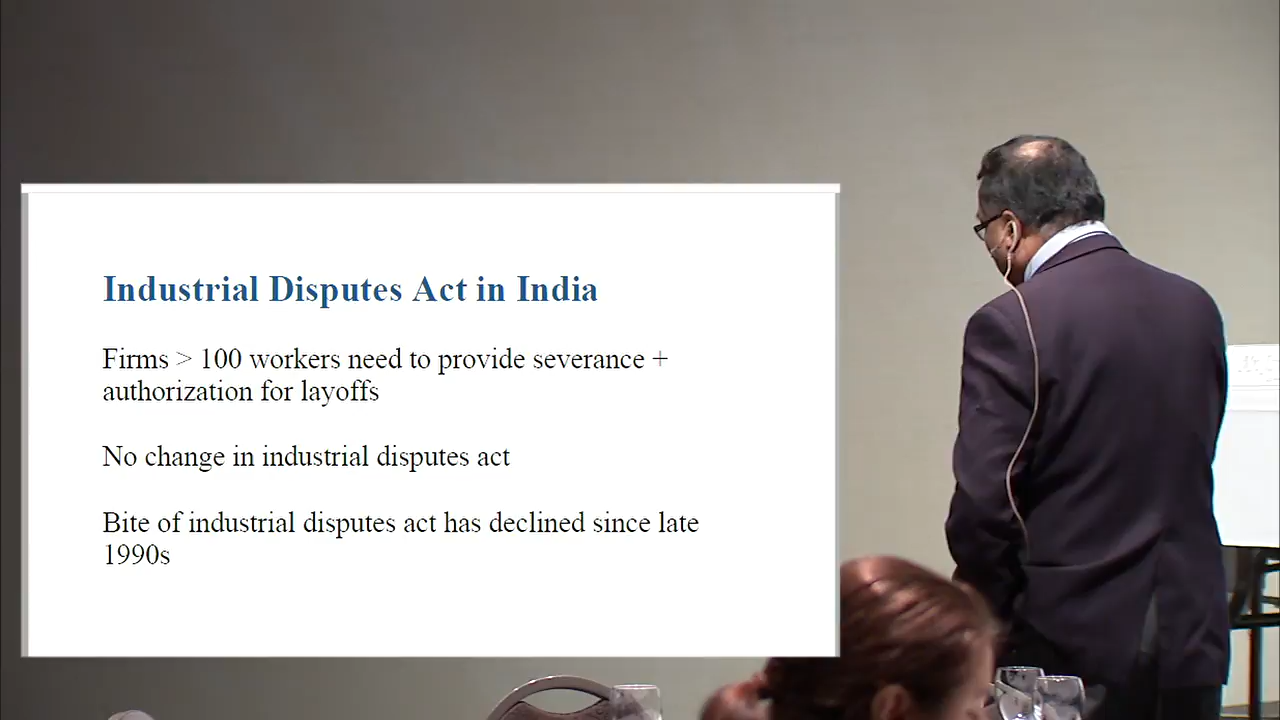 Industrial Disputes Act in India
Firms > 100 workers need to provide severance +
authorization for layoffs
No change in industrial disputes act
Bite of industrial disputes act has declined since late
1990s